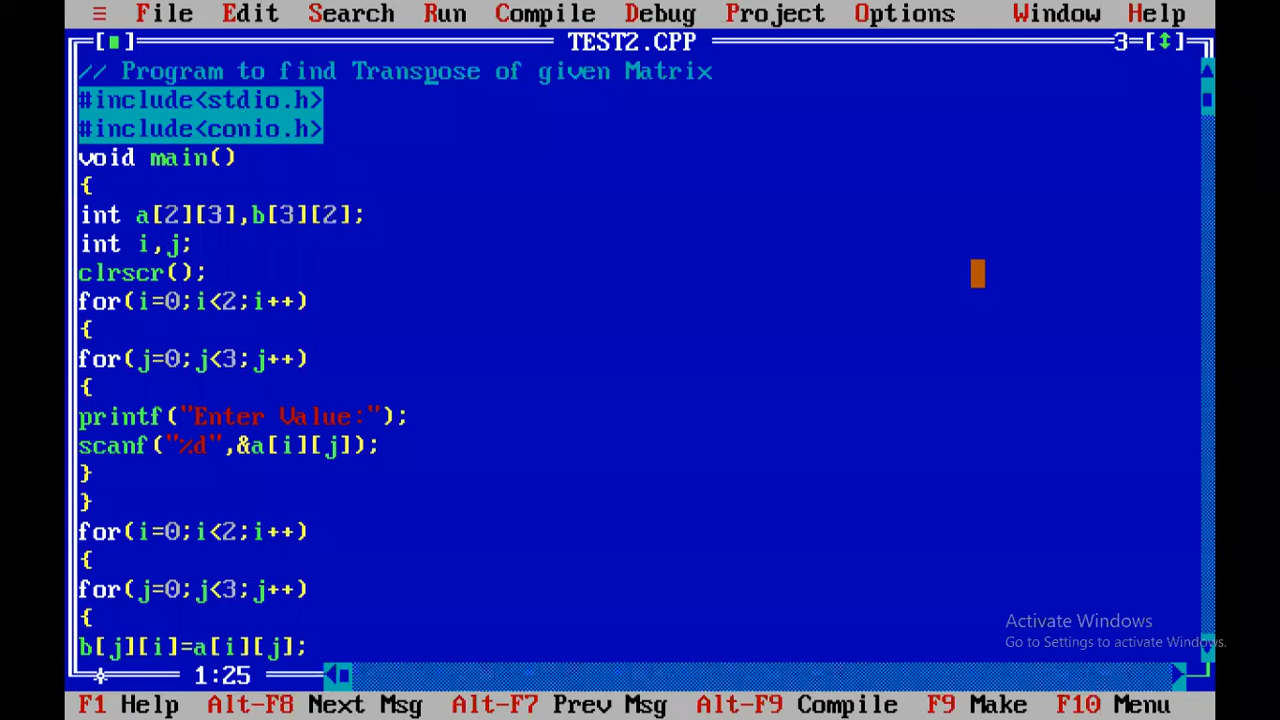 ≡ File Edit Search Run Compile Debug Project Options Window Help
[■] TEST2.CPP 3=[↕]
// Program to find Transpose of given Matrix
#include<stdio.h>
#include<conio.h>
void main()
{
int a[2][3],b[3][2];
int i,j;
clrscr();
for(i=0;i<2;i++)
{
for(j=0;j<3;j++)
{
printf("Enter Value:");
scanf("%d",&a[i][j]);
}
}
for(i=0;i<2;i++)
{
for(j=0;j<3;j++)
{
b[j][i]=a[i][j];
Activate Windows
Go to Settings to activate Windows.
1:25
F1 Help Alt-F8 Next Msg Alt-F7 Prev Msg Alt-F9 Compile F9 Make F10 Menu